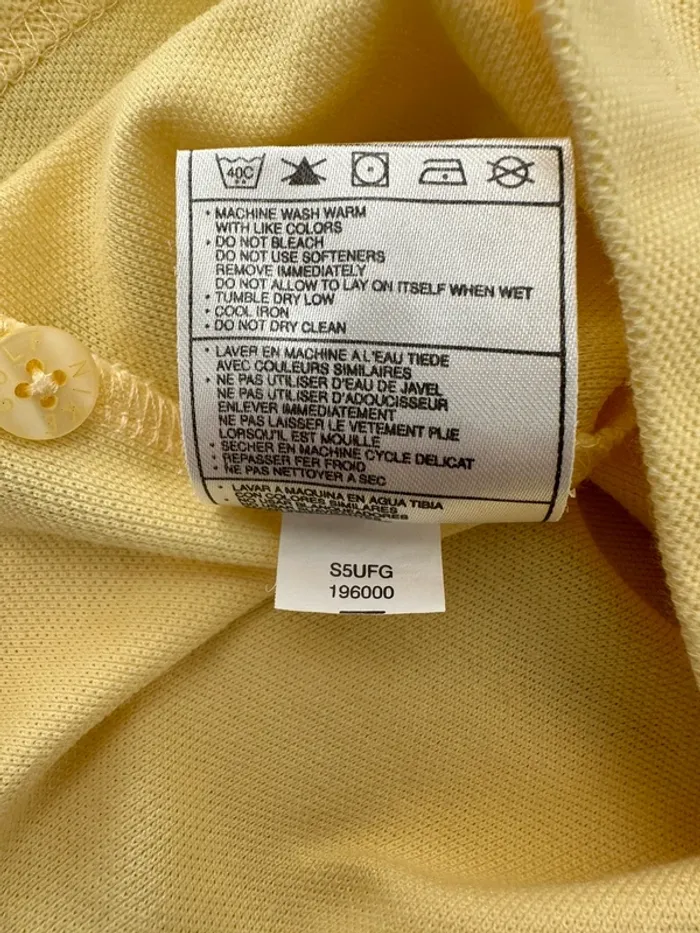 40C
• MACHINE WASH WARM
WITH LIKE COLORS
• DO NOT BLEACH
DO NOT USE SOFTENERS
REMOVE IMMEDIATELY
DO NOT ALLOW TO LAY ON ITSELF WHEN WET
• TUMBLE DRY LOW
• COOL IRON
• DO NOT DRY CLEAN
• LAVER EN MACHINE A L'EAU TIEDE
AVEC COULEURS SIMILAIRES
• NE PAS UTILISER D'EAU DE JAVEL
NE PAS UTILISER D'ADOUCISSEUR
ENLEVER IMMEDIATEMENT
NE PAS LAISSER LE VETEMENT PLIE
LORSQU'IL EST MOUILLE
• SECHER EN MACHINE CYCLE DELICAT
• REPASSER FER FROID
• NE PAS NETTOYER A SEC
• LAVAR A MAQUINA EN AGUA TIBIA
CON COLORES SIMILARES
S5UFG
196000